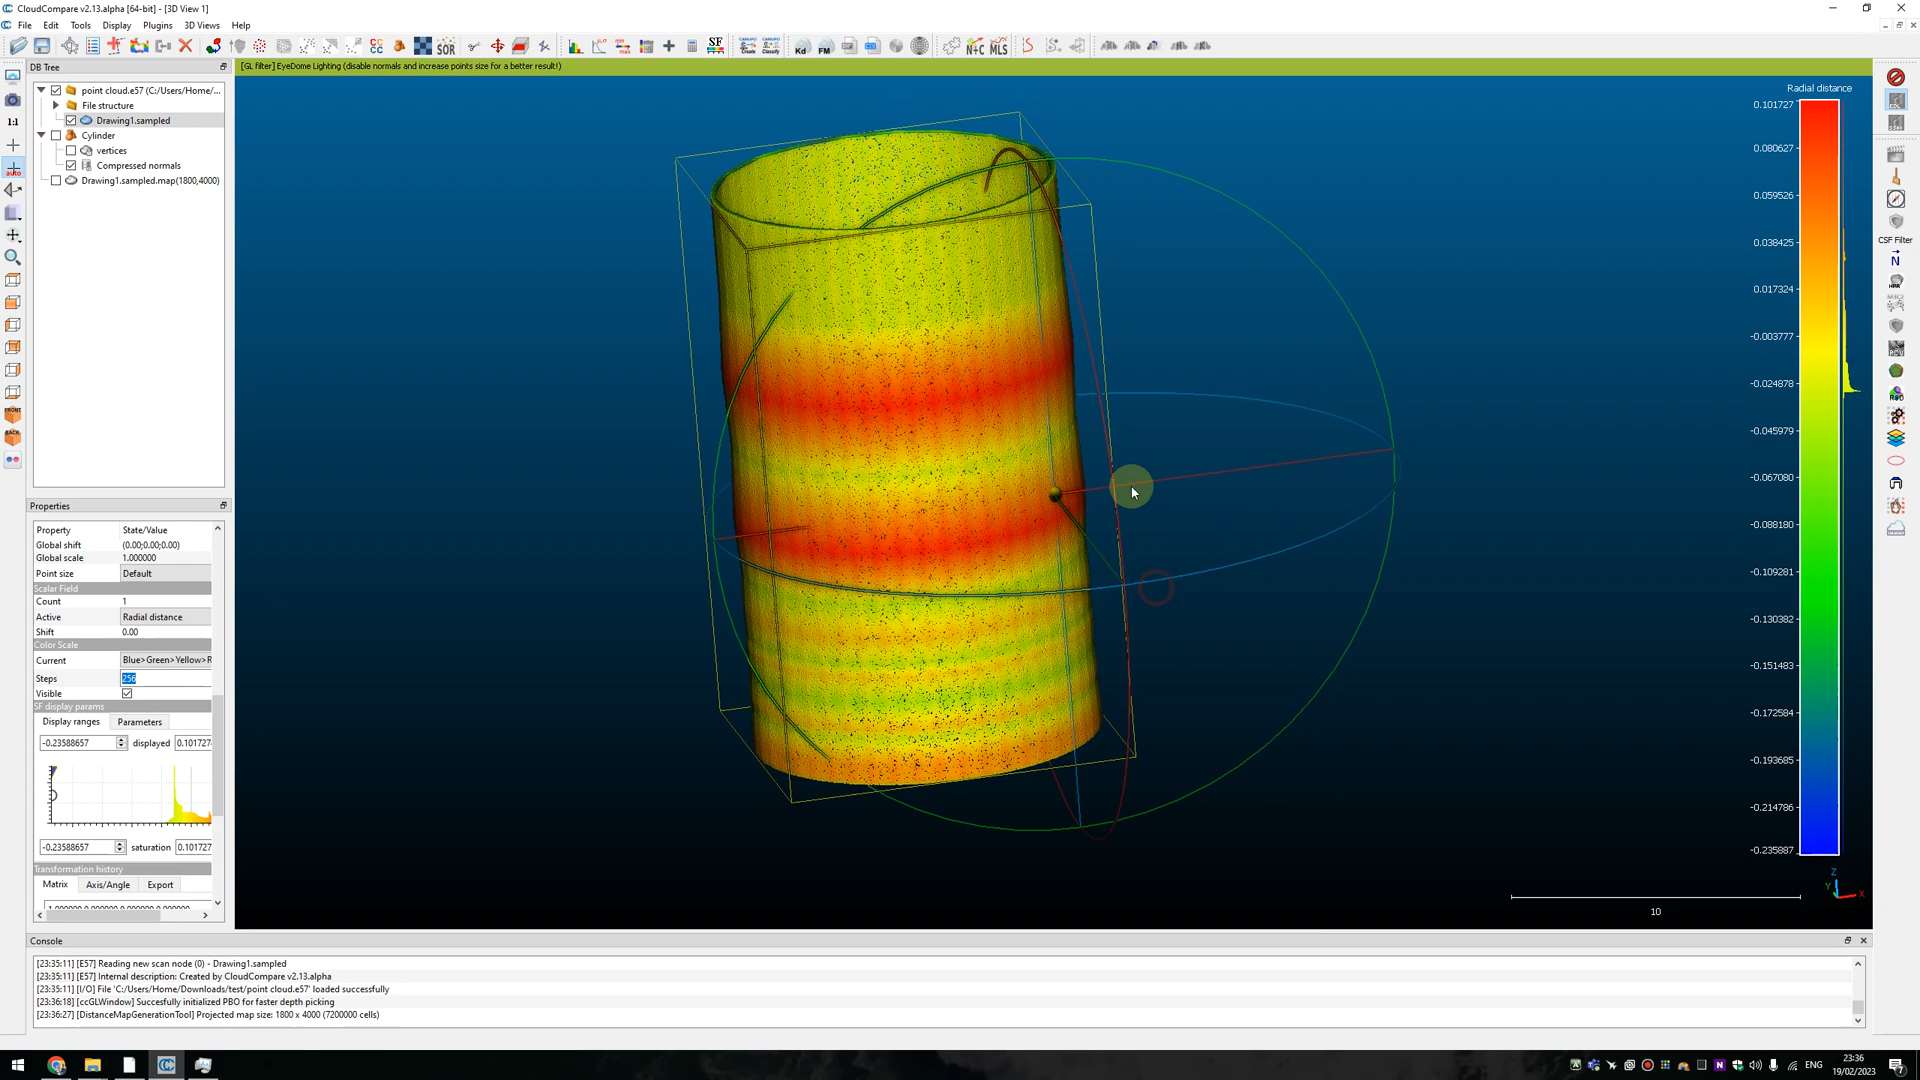 CloudCompare v2.13.alpha [64-bit] - [3D View 1]
File Edit Tools Display Plugins 3D Views Help
DB Tree
point cloud.e57 (C:/Users/Home/...
File structure
Drawing1.sampled
Cylinder
vertices
Compressed normals
Drawing1.sampled.map(1800,4000)
[GL filter] EyeDome Lighting (disable normals and increase points size for a better result!)
Radial distance
0.101727
0.080627
0.059526
0.038425
0.017324
-0.003777
-0.024878
-0.045979
-0.067080
-0.088180
-0.109281
-0.130382
-0.151483
-0.172584
-0.193685
-0.214786
-0.235887
Z
Y
X
10
CSF Filter
1:1
auto
FRONT
BACK
CC
SOR
SF
Kd
FM
N+C
MLS
Properties
Property State/Value
Global shift (0.00;0.00;0.00)
Global scale 1.000000
Point size Default
Scalar Field
Count 1
Active Radial distance
Shift 0.00
Color Scale
Current Blue>Green>Yellow>R
Steps 256
Visible
SF display params
Display ranges Parameters
-0.23588657 displayed 0.101727
-0.23588657 saturation 0.101727
Transformation history
Matrix Axis/Angle Export
Console
[23:35:11] [E57] Reading new scan node (0) - Drawing1.sampled
[23:35:11] [E57] Internal description: Created by CloudCompare v2.13.alpha
[23:35:11] [I/O] File 'C:/Users/Home/Downloads/test/point cloud.e57' loaded successfully
[23:36:18] [ccGLWindow] Succesfully initialized PBO for faster depth picking
[23:36:27] [DistanceMapGenerationTool] Projected map size: 1800 x 4000 (7200000 cells)
ENG
23:36
19/02/2023